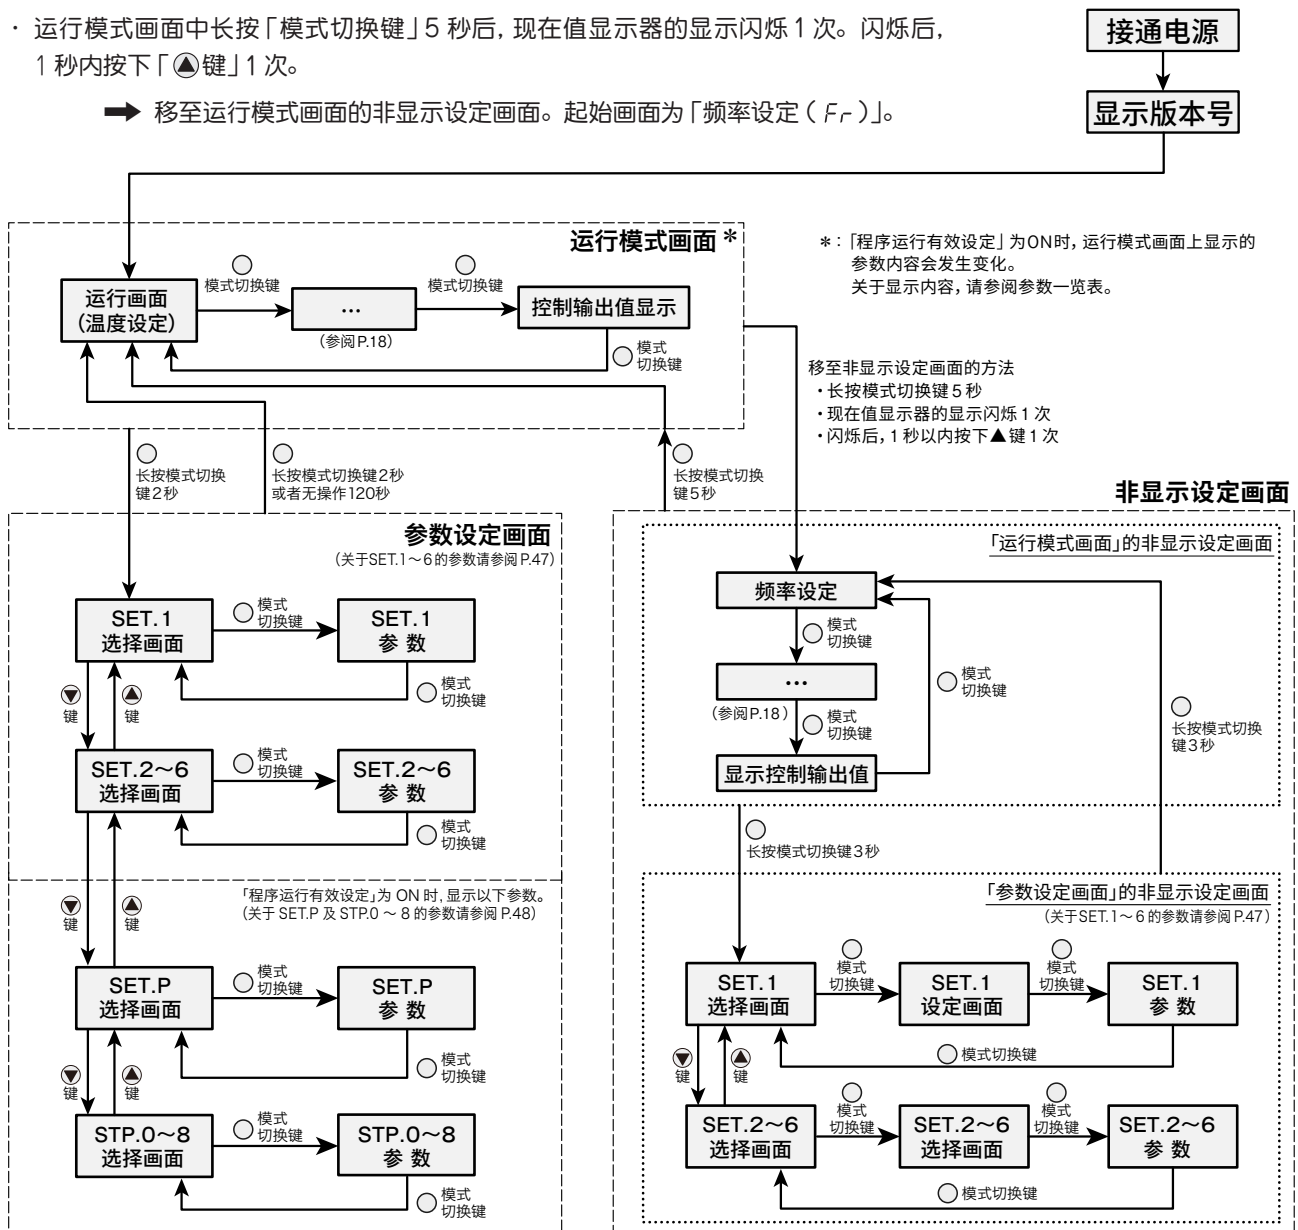 · 运行模式画面中长按「模式切换键」5 秒后, 现在值显示器的显示闪烁 1 次。闪烁后,
1 秒内按下「▲键」1 次。
➡ 移至运行模式画面的非显示设定画面。起始画面为「频率设定 ( Fr )」。
接通电源
显示版本号
运行模式画面 *
*：「程序运行有效设定」为ON时, 运行模式画面上显示的
参数内容会发生变化。
关于显示内容, 请参阅参数一览表。
运行画面
(温度设定)
模式切换键
…
(参阅P.18)
模式切换键
控制输出值显示
模式
切换键
移至非显示设定画面的方法
・长按模式切换键 5 秒
・现在值显示器的显示闪烁 1 次
・闪烁后, 1 秒以内按下▲键 1 次
长按模式切换
键2秒
长按模式切换键2秒
或者无操作120秒
长按模式切换
键5秒
参数设定画面
(关于SET.1～6的参数请参阅P.47)
SET.1
选择画面
模式
切换键
SET.1
参 数
模式
切换键
▼
键
▲
键
SET.2～6
选择画面
模式
切换键
SET.2～6
参 数
模式
切换键
「程序运行有效设定」为 ON 时, 显示以下参数。
(关于 SET.P 及 STP.0 ～ 8 的参数请参阅 P.48)
▼
键
▲
键
SET.P
选择画面
模式
切换键
SET.P
参 数
模式
切换键
▼
键
▲
键
STP.0～8
选择画面
模式
切换键
STP.0～8
参 数
模式
切换键
非显示设定画面
「运行模式画面」的非显示设定画面
频率设定
模式
切换键
…
(参阅P.18)
模式
切换键
显示控制输出值
模式
切换键
长按模式切换
键3秒
长按模式切换键3秒
「参数设定画面」的非显示设定画面
(关于SET.1～6的参数请参阅P.47)
SET.1
选择画面
模式
切换键
SET.1
设定画面
模式
切换键
SET.1
参 数
模式切换键
▼
键
▲
键
SET.2～6
选择画面
模式
切换键
SET.2～6
选择画面
模式
切换键
SET.2～6
参 数
模式切换键